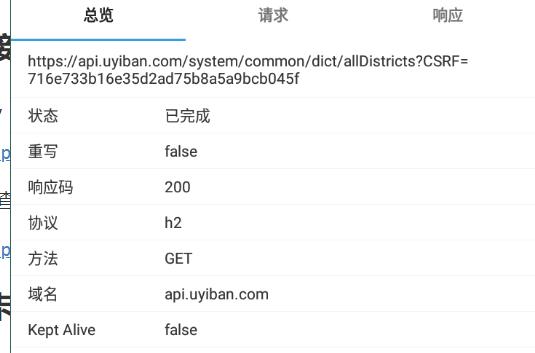 总览 请求 响应
https://api.uyiban.com/system/common/dict/allDistricts?CSRF=
716e733b16e35d2ad75b8a5a9bcb045f
状态 已完成
重写 false
响应码 200
协议 h2
方法 GET
域名 api.uyiban.com
Kept Alive false